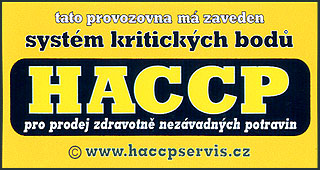 tato provozovna má zaveden
systém kritických bodů
HACCP
pro prodej zdravotně nezávadných potravin
© www.haccpservis.cz